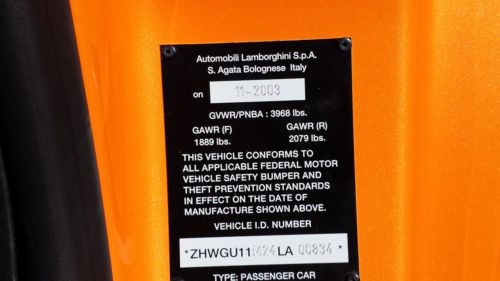 Automobili Lamborghini S.p.A.
S. Agata Bolognese Italy
on 11-2003
GVWR/PNBA : 3968 lbs.
GAWR (F) GAWR (R)
1889 lbs. 2079 lbs.
THIS VEHICLE CONFORMS TO
ALL APPLICABLE FEDERAL MOTOR
VEHICLE SAFETY BUMPER AND
THEFT PREVENTION STANDARDS
IN EFFECT ON THE DATE OF
MANUFACTURE SHOWN ABOVE.
VEHICLE I.D. NUMBER
*ZHWGU11M424LA 00834*
TYPE: PASSENGER CAR